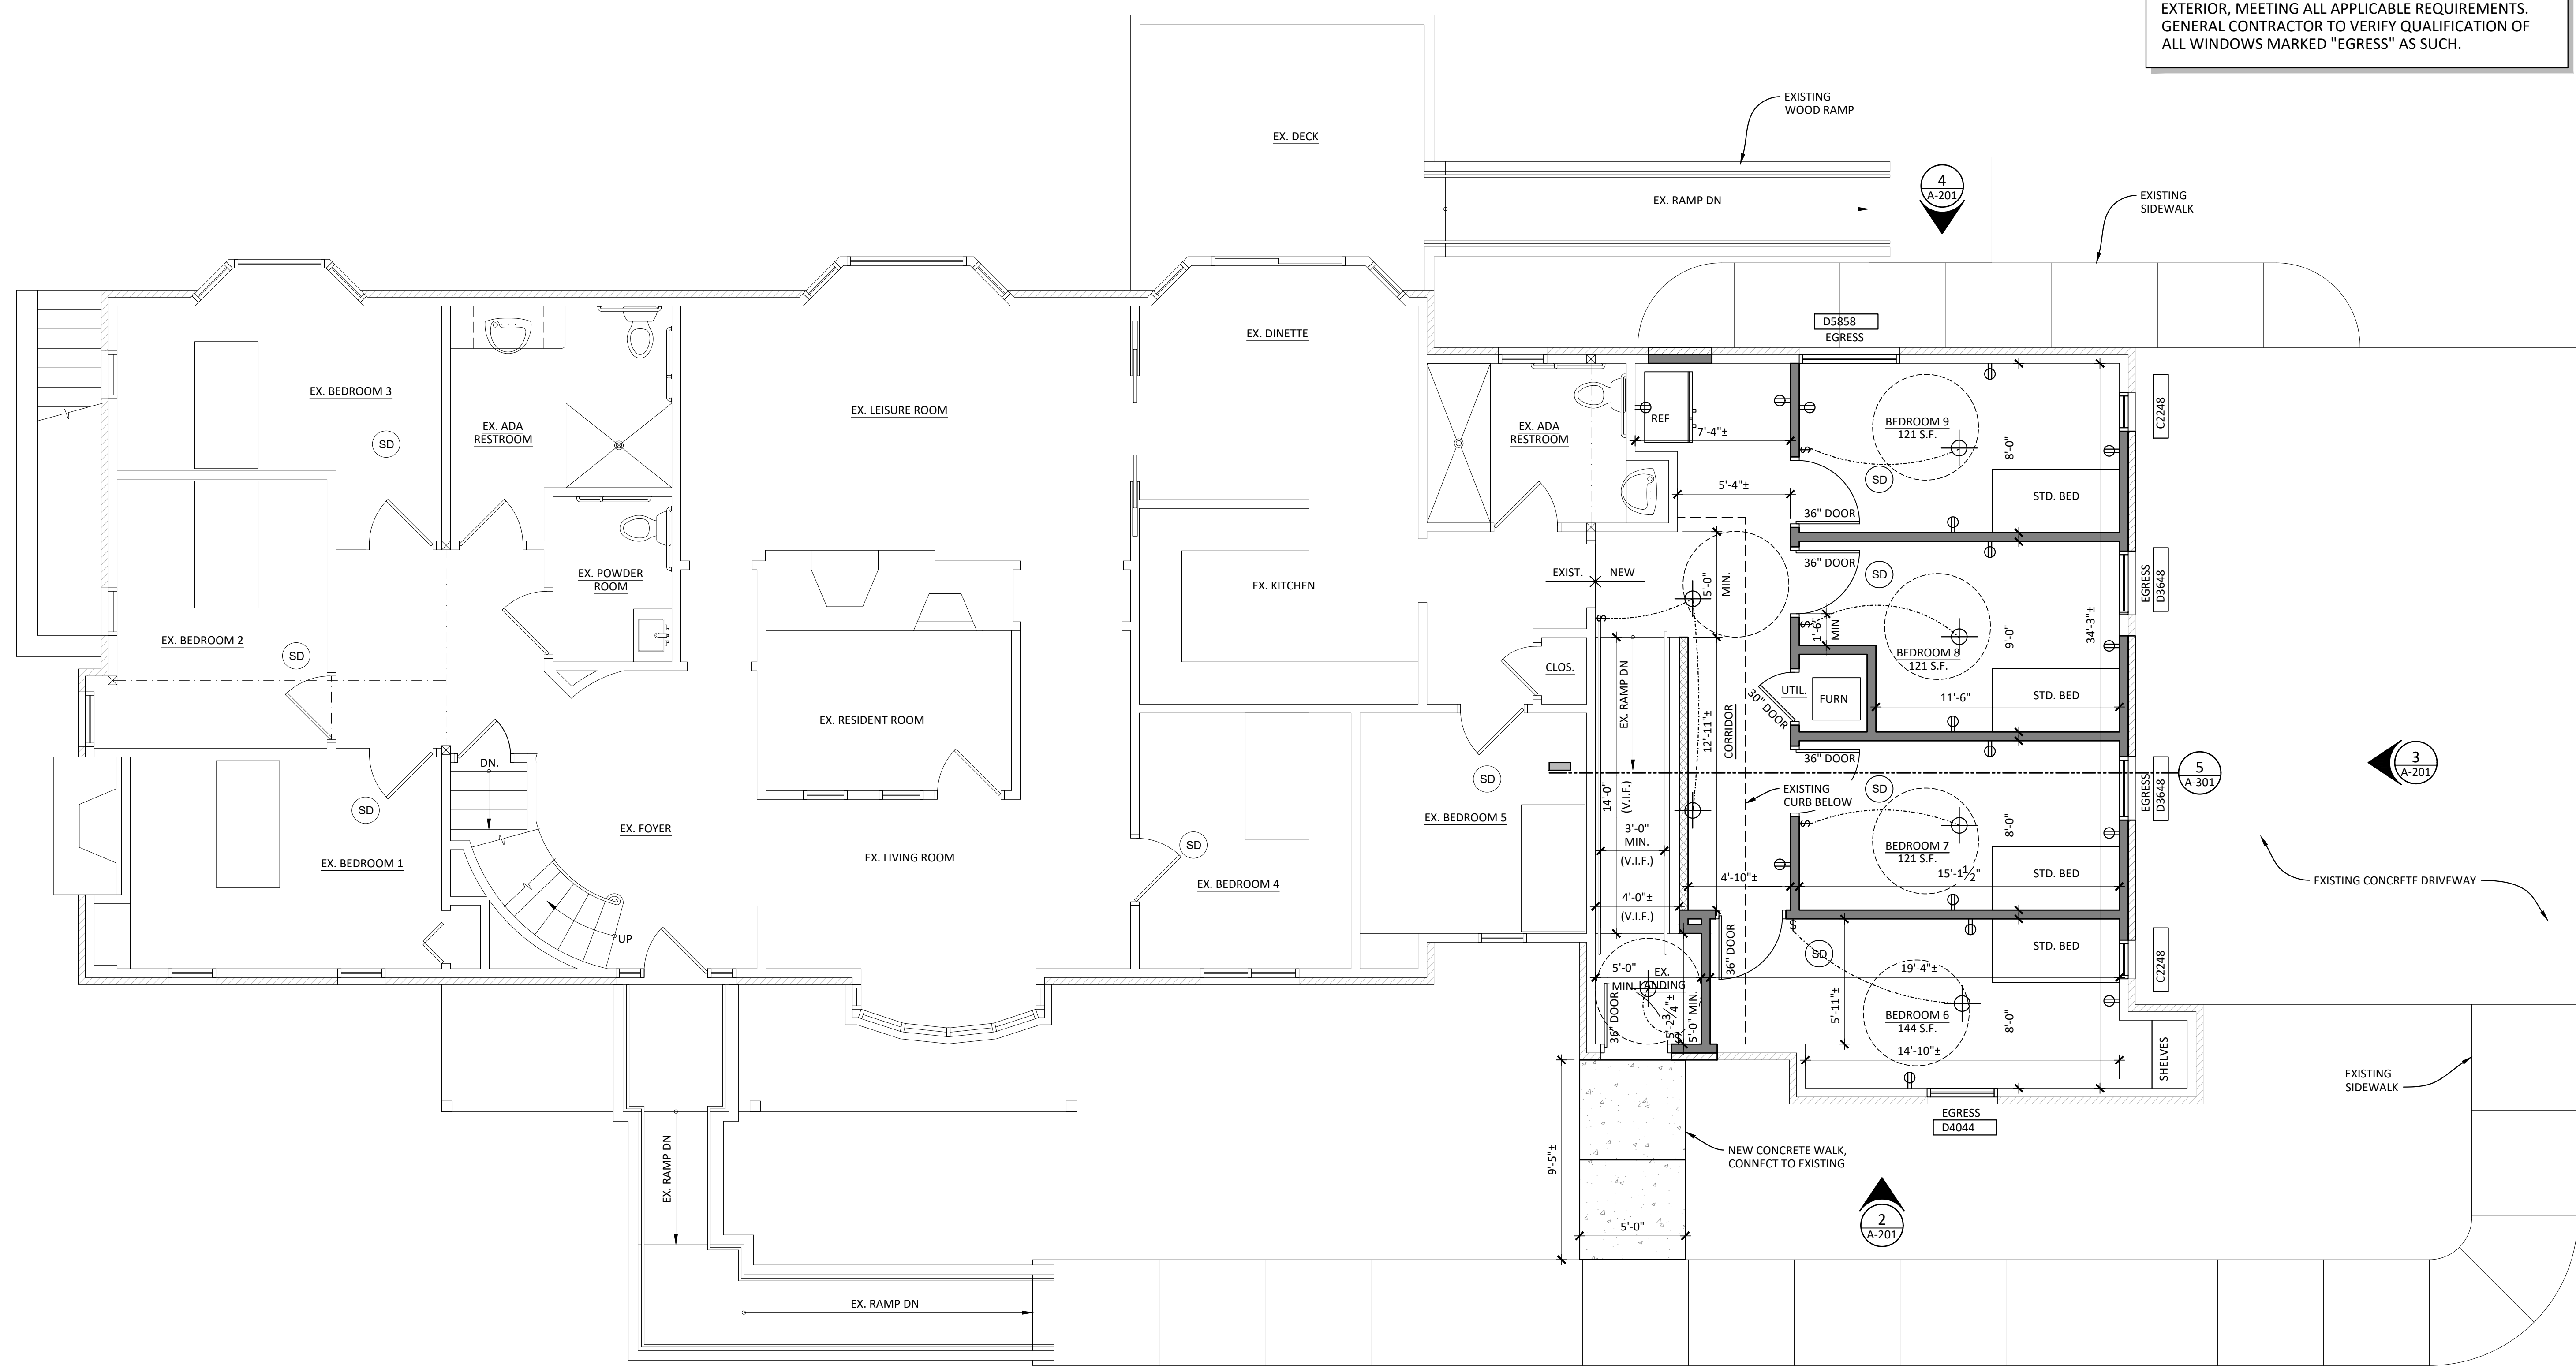 EXTERIOR, MEETING ALL APPLICABLE REQUIREMENTS.
GENERAL CONTRACTOR TO VERIFY QUALIFICATION OF
ALL WINDOWS MARKED "EGRESS" AS SUCH.
EXISTING
WOOD RAMP
EX. DECK
EX. RAMP DN
4
A-201
EXISTING
SIDEWALK
D5858
EGRESS
EX. BEDROOM 3
SD
EX. ADA
RESTROOM
EX. LEISURE ROOM
EX. DINETTE
EX. ADA
RESTROOM
REF
7'-4"±
5'-4"±
BEDROOM 9
121 S.F.
8'-0"
SD
STD. BED
36" DOOR
C2248
$
EX. BEDROOM 2
SD
EX. POWDER
ROOM
EX. KITCHEN
EXIST.
NEW
$
5'-0"
MIN.
36" DOOR
SD
$
1'-6"
MIN
BEDROOM 8
121 S.F.
9'-0"
34'-3"±
EGRESS
D3648
STD. BED
11'-6"
UTIL.
FURN
30" DOOR
CLOS.
EX. RAMP DN
12'-11"±
CORRIDOR
EX. RESIDENT ROOM
DN.
36" DOOR
5
A-301
3
A-201
SD
EXISTING
CURB BELOW
14'-0"
(V.I.F.)
SD
EGRESS
D3648
EX. BEDROOM 1
SD
EX. FOYER
EX. LIVING ROOM
SD
EX. BEDROOM 4
EX. BEDROOM 5
3'-0"
MIN.
(V.I.F.)
$
BEDROOM 7
121 S.F.
8'-0"
STD. BED
15'-1½"
4'-10"±
4'-0"±
(V.I.F.)
EXISTING CONCRETE DRIVEWAY
UP
36" DOOR
$
SD
STD. BED
C2248
19'-4"±
5'-0"
MIN.
EX.
LANDING
36" DOOR
5'-2¾"±
$
5'-0" MIN.
5'-11"±
BEDROOM 6
144 S.F.
8'-0"
14'-10"±
SHELVES
EXISTING
SIDEWALK
EGRESS
D4044
NEW CONCRETE WALK,
CONNECT TO EXISTING
9'-5"±
5'-0"
2
A-201
EX. RAMP DN
EX. RAMP DN